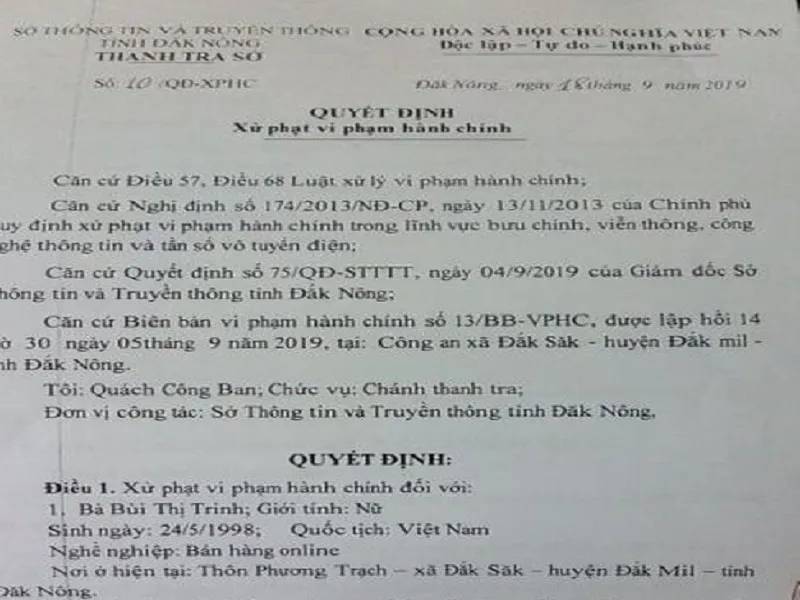 SỞ THÔNG TIN VÀ TRUYỀN THÔNG CỘNG HÒA XÃ HỘI CHỦ NGHĨA VIỆT NAM
TỈNH ĐẮK NÔNG Độc lập – Tự do – Hạnh phúc
THANH TRA SỞ
Số: 10 /QĐ-XPHC Đăk Nông, ngày 18 tháng 9 năm 2019
QUYẾT ĐỊNH
Xử phạt vi phạm hành chính
Căn cứ Điều 57, Điều 68 Luật xử lý vi phạm hành chính;
Căn cứ Nghị định số 174/2013/NĐ-CP, ngày 13/11/2013 của Chính phủ
uy định xử phạt vi phạm hành chính trong lĩnh vực bưu chính, viễn thông, công
nghệ thông tin và tần số vô tuyến điện;
Căn cứ Quyết định số 75/QĐ-STTTT, ngày 04/9/2019 của Giám đốc Sở
hông tin và Truyền thông tỉnh Đắk Nông;
Căn cứ Biên bản vi phạm hành chính số 13/BB-VPHC, được lập hồi 14
ờ 30 ngày 05tháng 9 năm 2019, tại: Công an xã Đắk Săk - huyện Đắk mil -
nh Đắk Nông.
Tôi: Quách Công Ban; Chức vụ: Chánh thanh tra;
Đơn vị công tác: Sở Thông tin và Truyền thông tỉnh Đăk Nông,
QUYẾT ĐỊNH:
Điều 1. Xử phạt vi phạm hành chính đối với:
1. Bà Bùi Thị Trinh; Giới tính: Nữ
Sinh ngày: 24/5/1998; Quốc tịch: Việt Nam
Nghề nghiệp: Bán hàng online
Nơi ở hiện tại: Thôn Phương Trạch – xã Đắk Săk – huyện Đắk Mil – tỉnh
Đăk Nông.